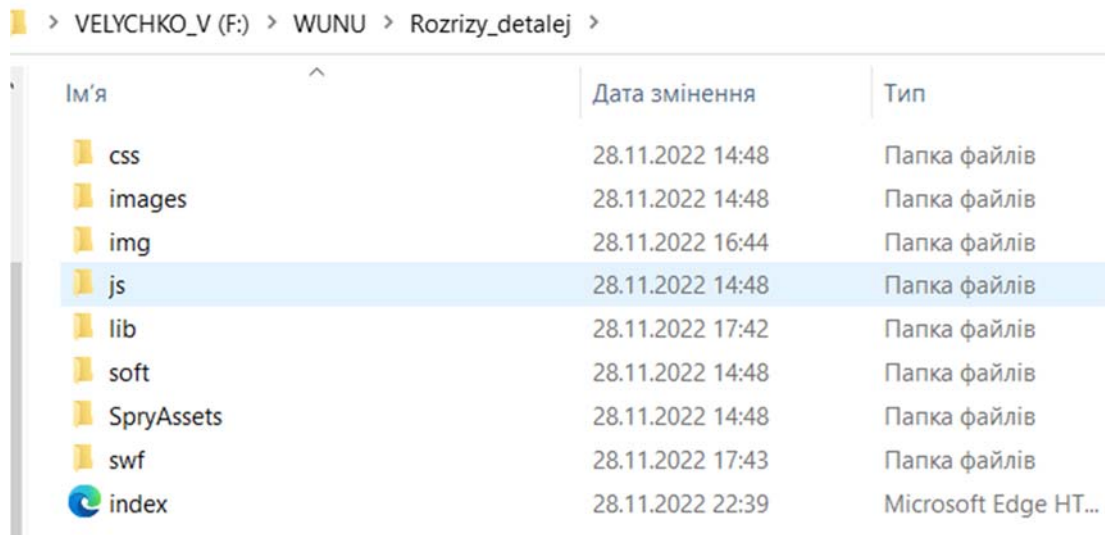 > VELYCHKO_V (F:) > WUNU > Rozrizy_detalej >
Ім'я Дата змінення Тип
css 28.11.2022 14:48 Папка файлів
images 28.11.2022 14:48 Папка файлів
img 28.11.2022 16:44 Папка файлів
js 28.11.2022 14:48 Папка файлів
lib 28.11.2022 17:42 Папка файлів
soft 28.11.2022 14:48 Папка файлів
SpryAssets 28.11.2022 14:48 Папка файлів
swf 28.11.2022 17:43 Папка файлів
index 28.11.2022 22:39 Microsoft Edge HT...